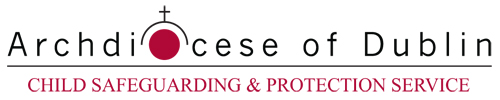 Archdiocese of Dublin
CHILD SAFEGUARDING & PROTECTION SERVICE